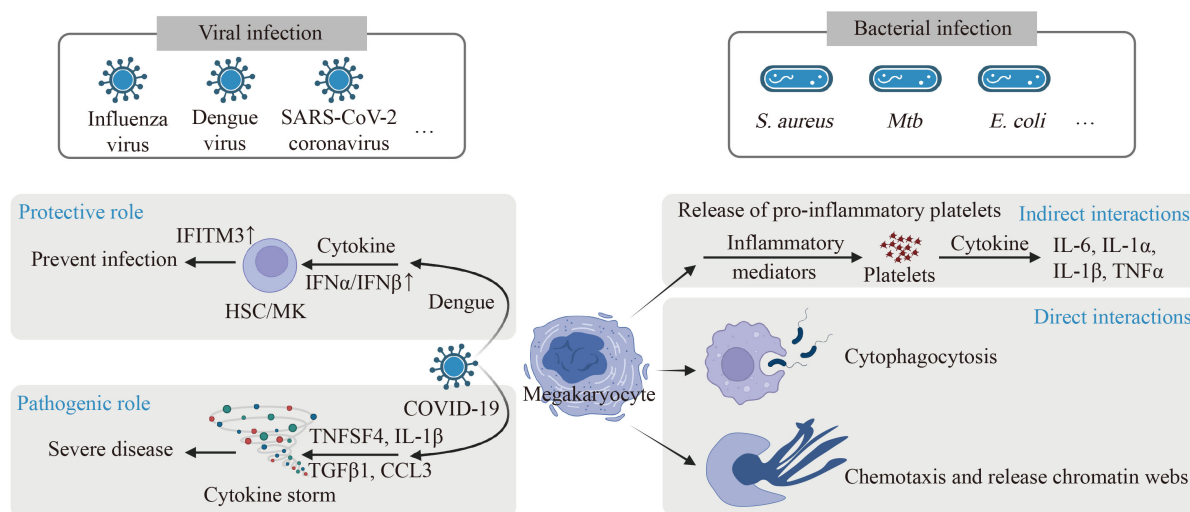 Viral infection
Influenza
virus
Dengue
virus
SARS-CoV-2
coronavirus
…
Bacterial infection
S. aureus
Mtb
E. coli
…
Protective role
Prevent infection
IFITM3↑
HSC/MK
Cytokine
IFNα/IFNβ↑
Dengue
Pathogenic role
Severe disease
Cytokine storm
COVID-19
TNFSF4, IL-1β
TGFβ1, CCL3
Megakaryocyte
Release of pro-inflammatory platelets
Indirect interactions
Inflammatory
mediators
Platelets
Cytokine
IL-6, IL-1α,
IL-1β, TNFα
Direct interactions
Cytophagocytosis
Chemotaxis and release chromatin webs